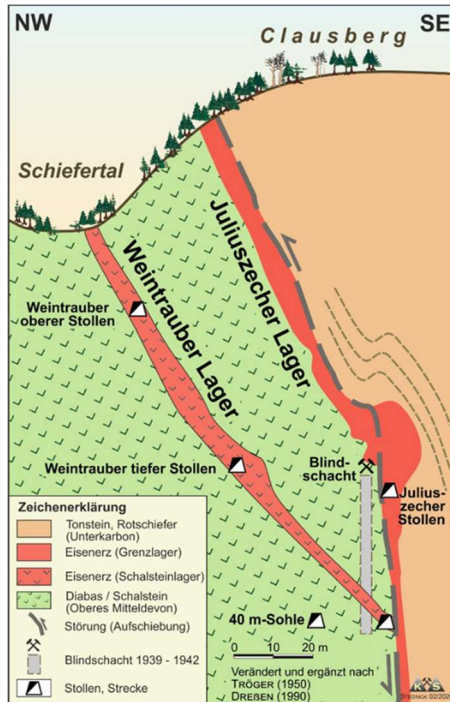 NW
SE
Clausberg
Schiefertal
Juliuszecher Lager
Weintrauber Lager
Weintrauber
oberer Stollen
Weintrauber tiefer Stollen
Blind-
schacht
Julius-
zecher
Stollen
40 m-Sohle
Zeichenerklärung
Tonstein, Rotschiefer
(Unterkarbon)
Eisenerz (Grenzlager)
Eisenerz (Schalsteinlager)
Diabas / Schalstein
(Oberes Mitteldevon)
Störung (Aufschiebung)
Blindschacht 1939 - 1942
Stollen, Strecke
0 10 20 m
Verändert und ergänzt nach
TRÖGER (1950)
DREßEN (1990)
K S